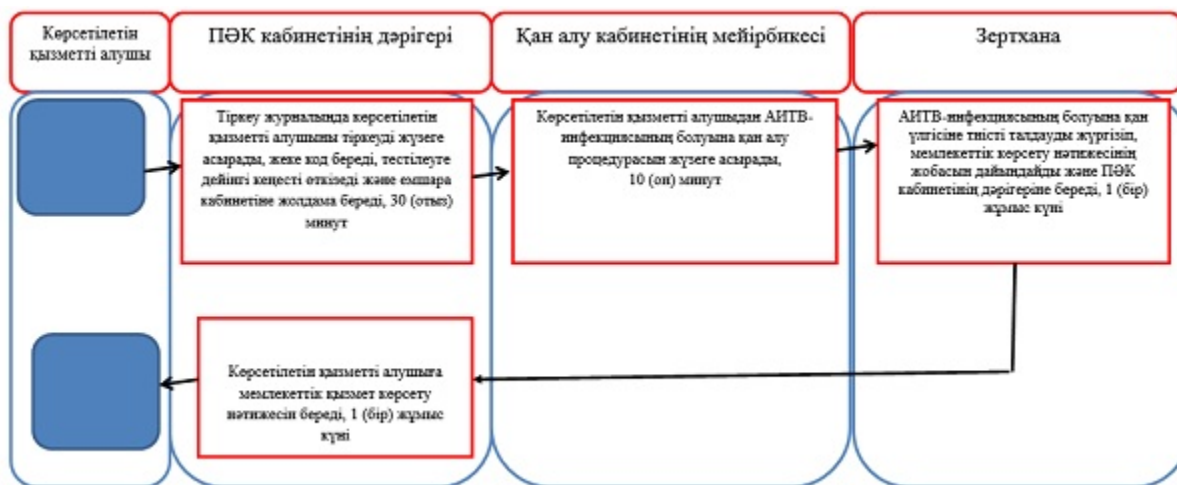 Көрсетілетін
қызметті алушы
ПӘК кабинетінің дәрігері
Қан алу кабинетінің мейірбикесі
Зертхана
Тіркеу журналында көрсетілетін
қызметті алушыны тіркеуді жүзеге
асырады, жеке код береді, тестілеуге
дейінгі кеңесті өткізеді және емшара
кабинетіне жолдама береді, 30 (отыз)
минут
Көрсетілетін қызметті алушыдан АИТВ-
инфекциясының болуына қан алу
процедурасын жүзеге асырады,
10 (он) минут
АИТВ-инфекциясының болуына қан
үлгісіне тиісті талдауды жүргізіп,
мемлекеттік көрсету нәтижесінің
жобасын дайындайды және ПӘК
кабинетінің дәрігеріне береді, 1 (бір)
жұмыс күні
Көрсетілетін қызметті алушыға
мемлекеттік қызмет көрсету
нәтижесін береді, 1 (бір) жұмыс
күні